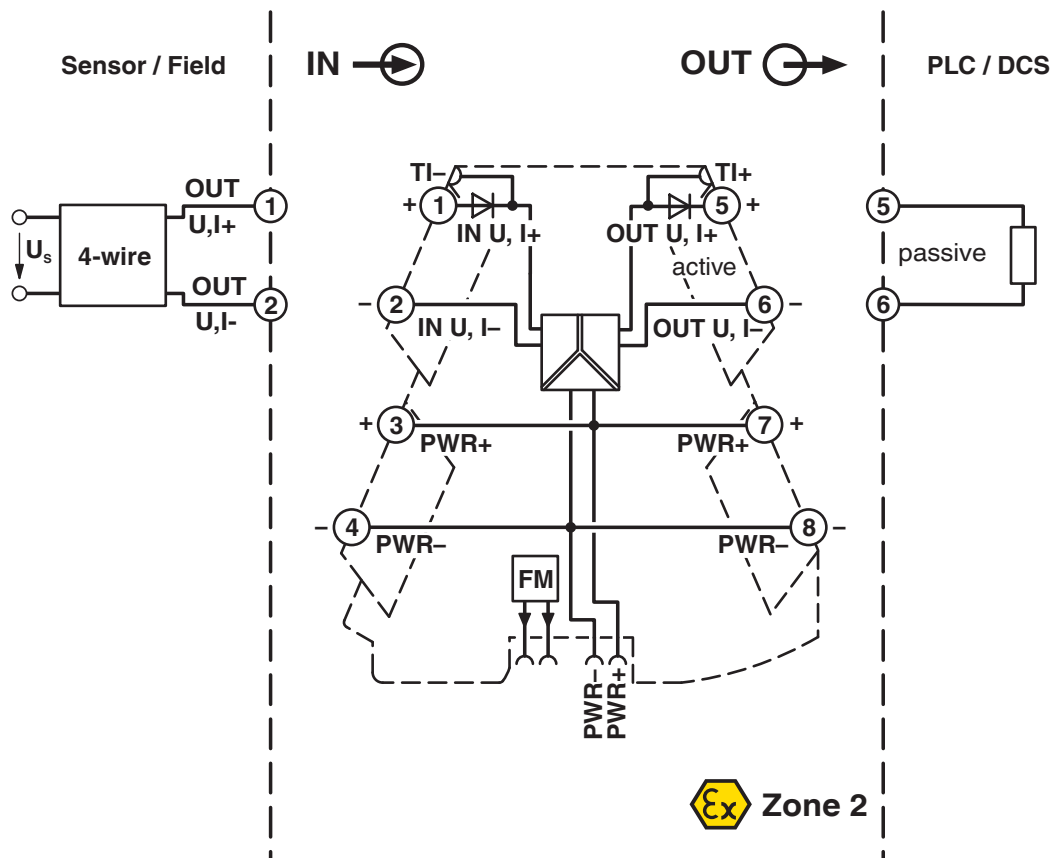 Sensor / Field
IN
OUT
PLC / DCS
OUT
U,I+
1
4-wire
Us
OUT
U,I-
2
TI–
+
1
IN U, I+
–
2
IN U, I–
TI+
5
+
OUT U, I+
active
6
–
OUT U, I–
5
passive
6
+
3
PWR+
7
+
PWR+
–
4
PWR–
8
–
PWR–
FM
PWR–
PWR+
Ex
Zone 2